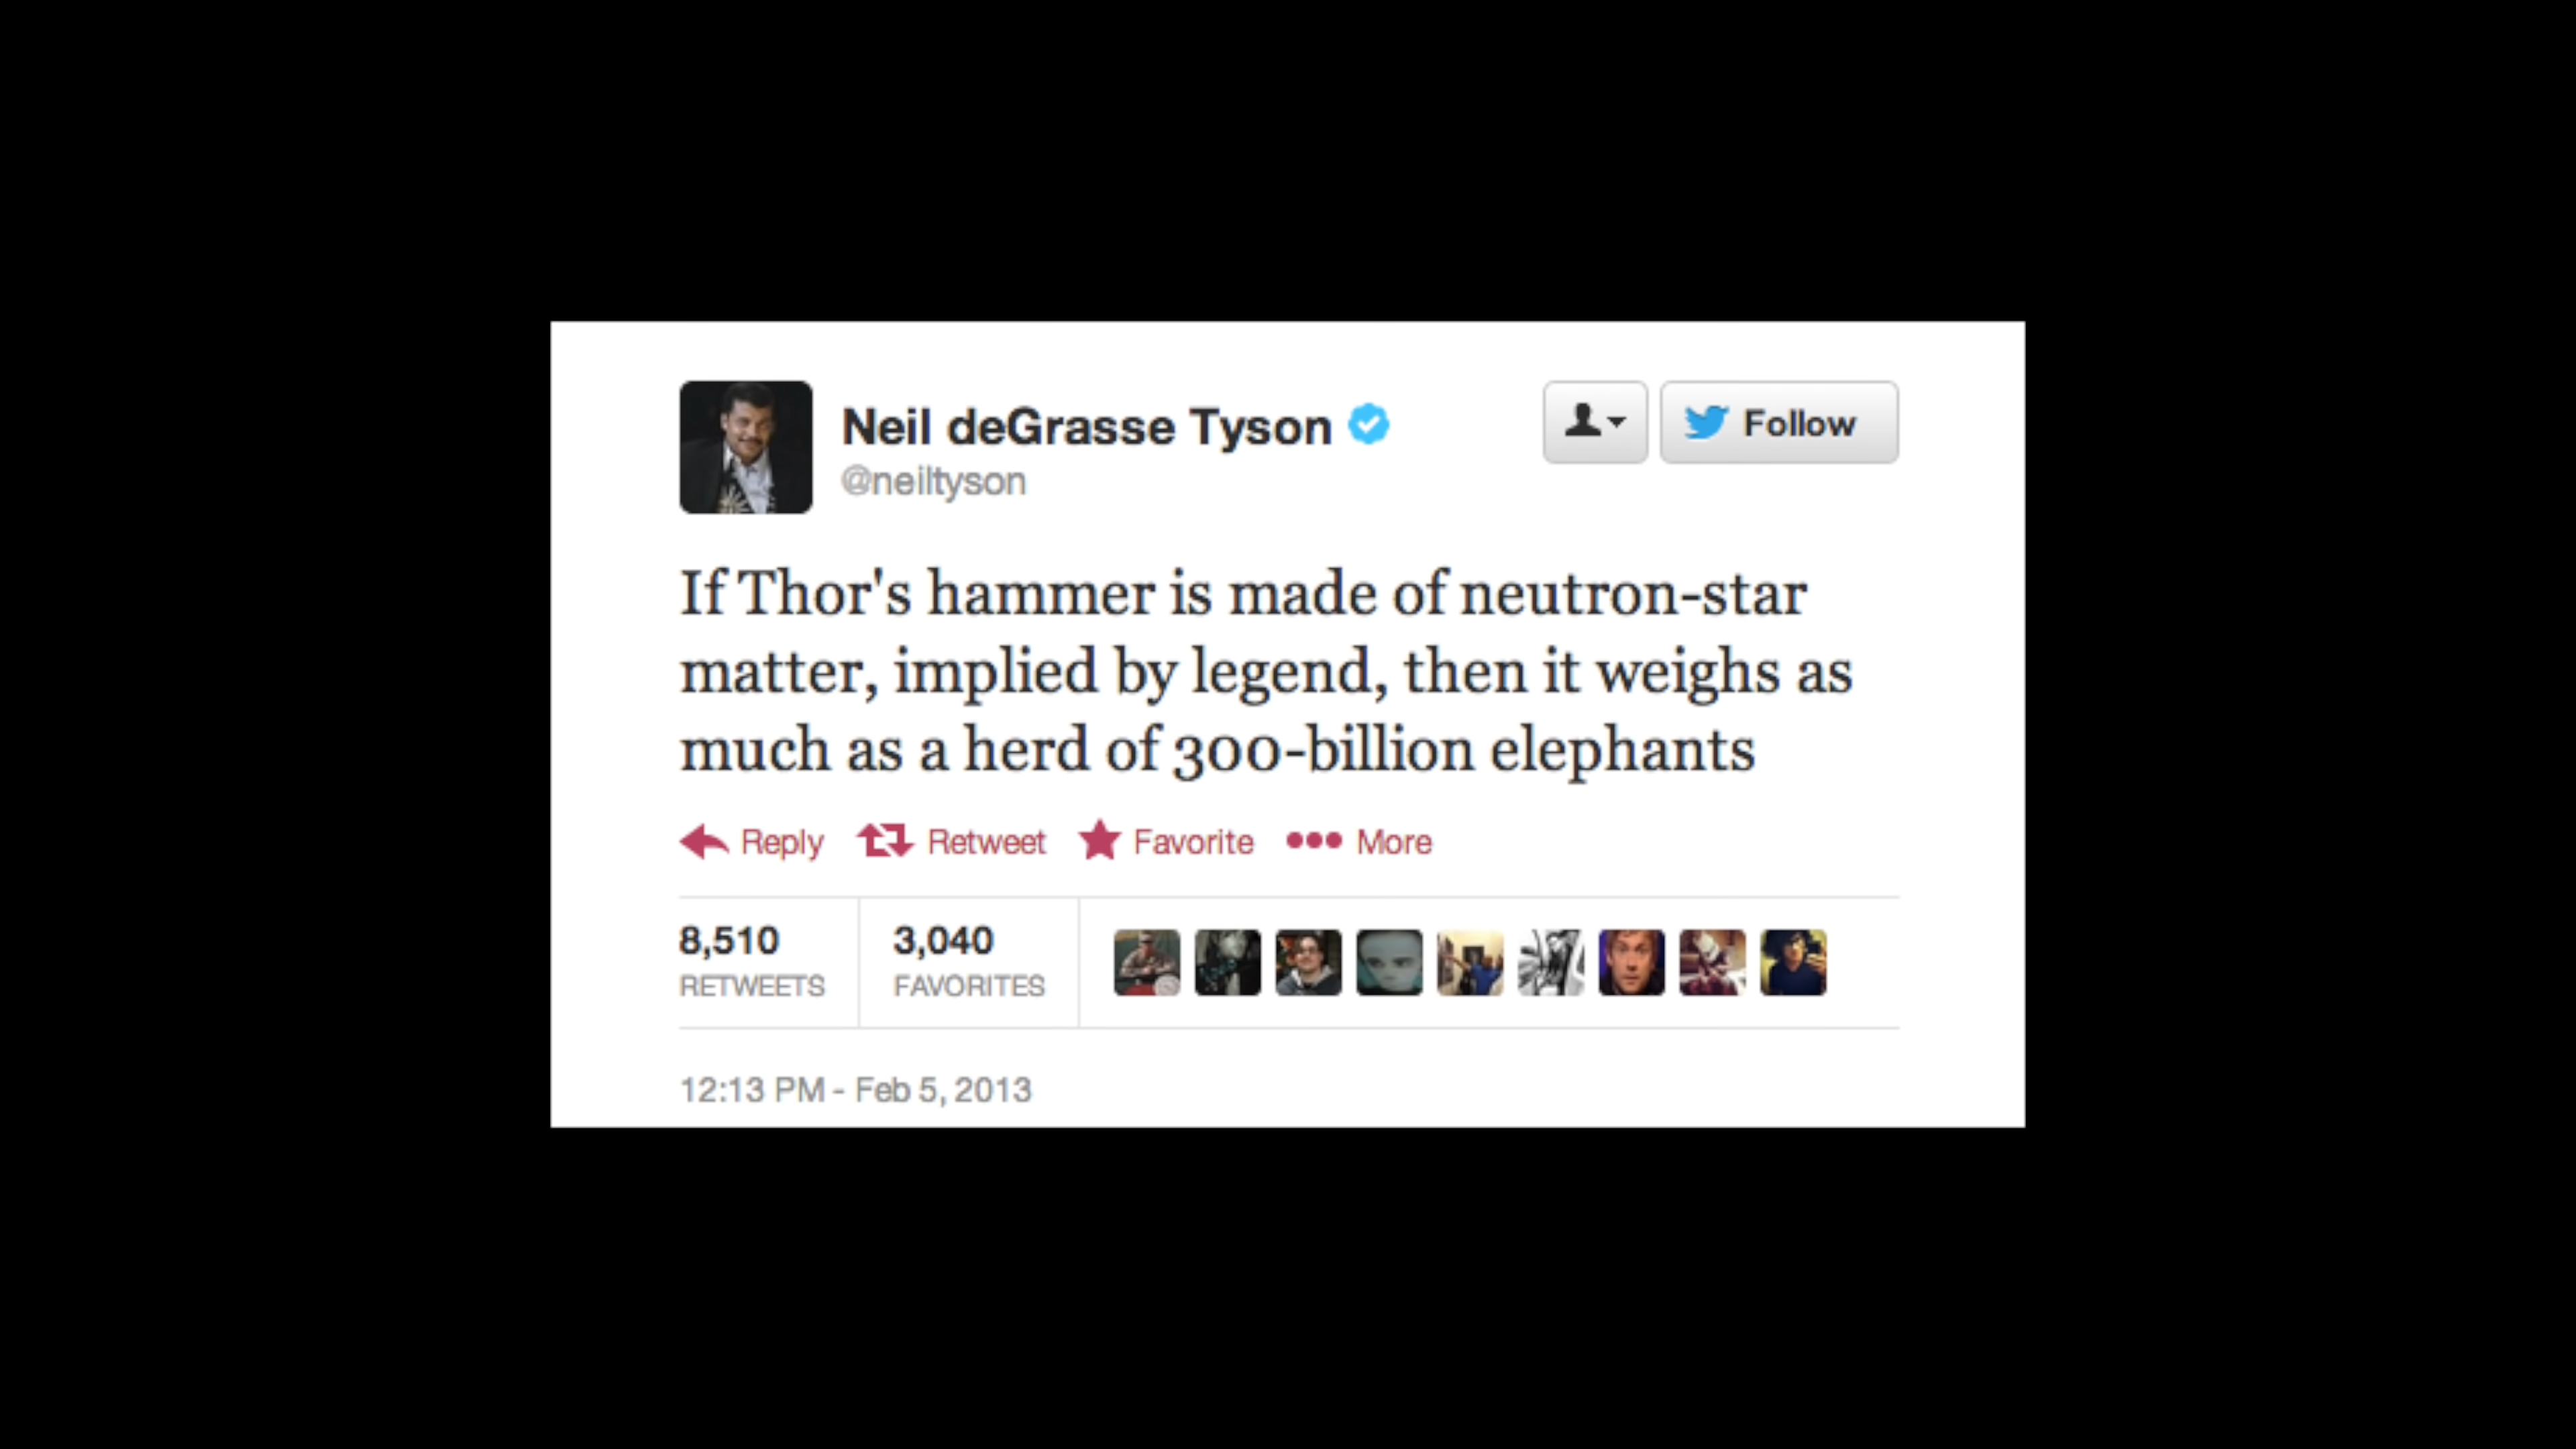 Neil deGrasse Tyson
@neiltyson
Follow
If Thor's hammer is made of neutron-star
matter, implied by legend, then it weighs as
much as a herd of 300-billion elephants
Reply Retweet Favorite More
8,510
RETWEETS
3,040
FAVORITES
12:13 PM - Feb 5, 2013